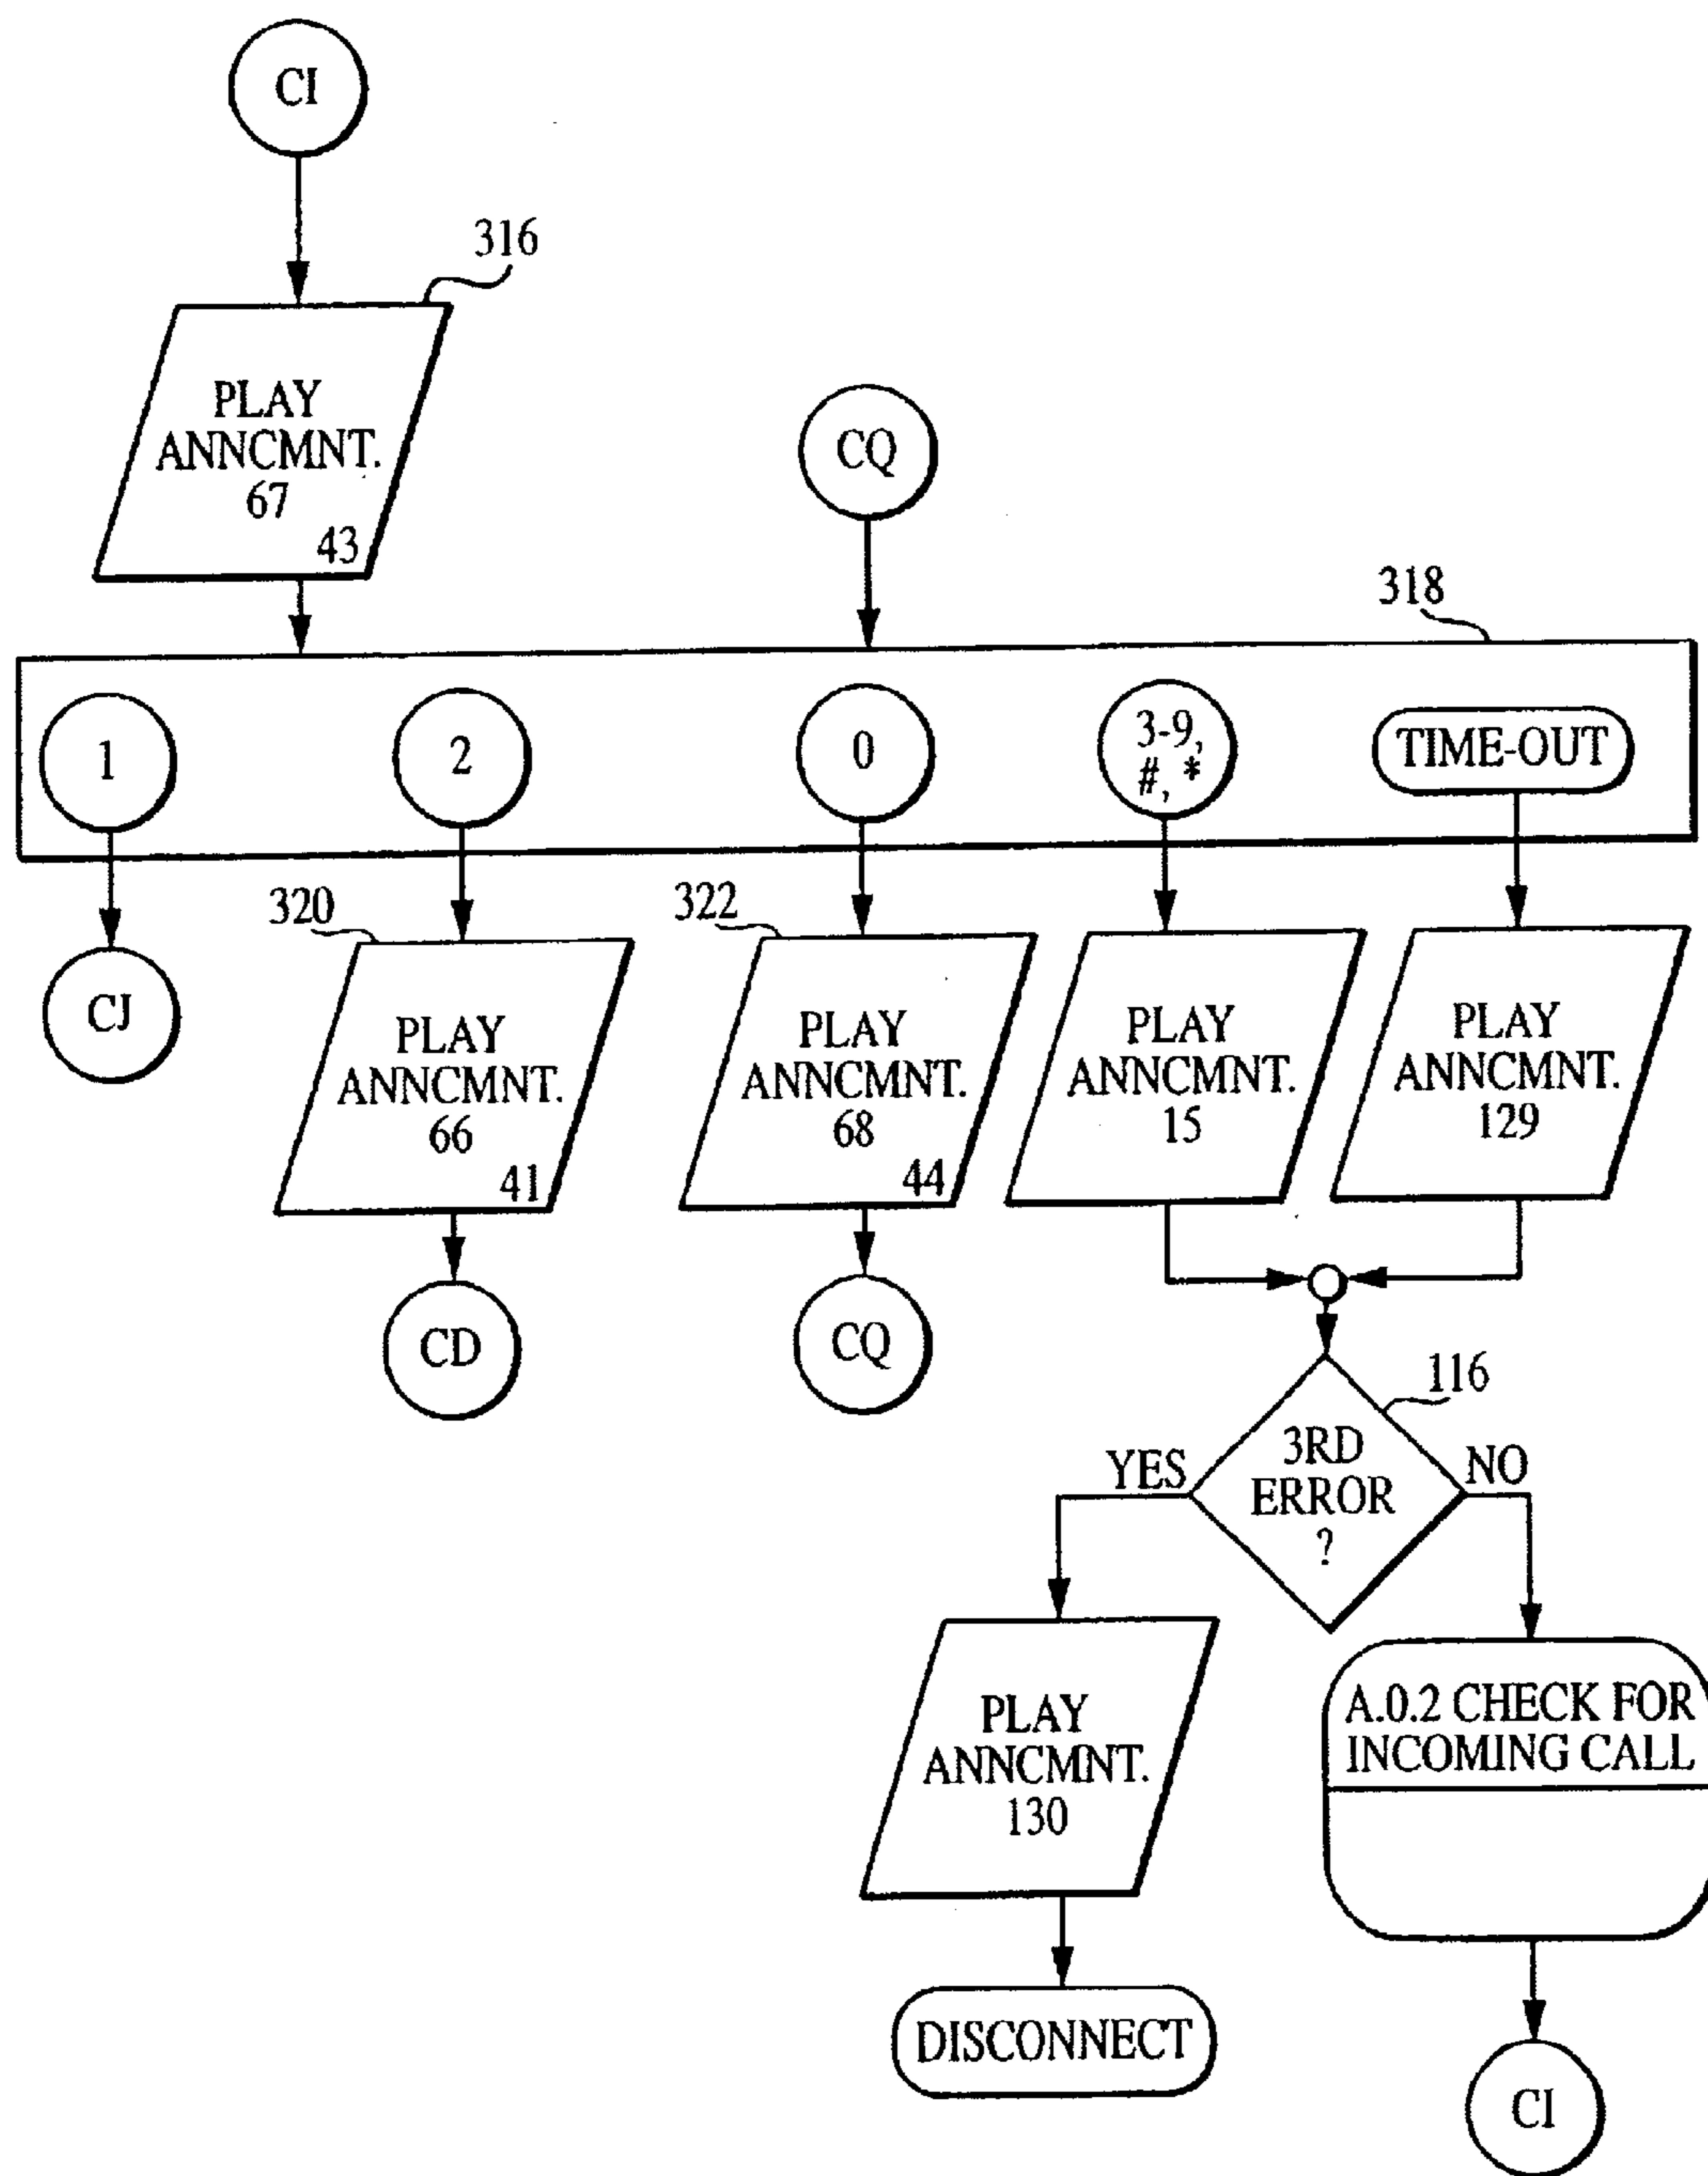 CI
316
PLAY
ANNCMNT.
67
43
CQ
318
1
2
0
3-9,
#, *
TIME-OUT
320
322
CJ
PLAY
ANNCMNT.
66
41
PLAY
ANNCMNT.
68
44
PLAY
ANNCMNT.
15
PLAY
ANNCMNT.
129
CD
CQ
116
3RD
ERROR
?
YES
NO
PLAY
ANNCMNT.
130
A.0.2 CHECK FOR
INCOMING CALL
DISCONNECT
CI